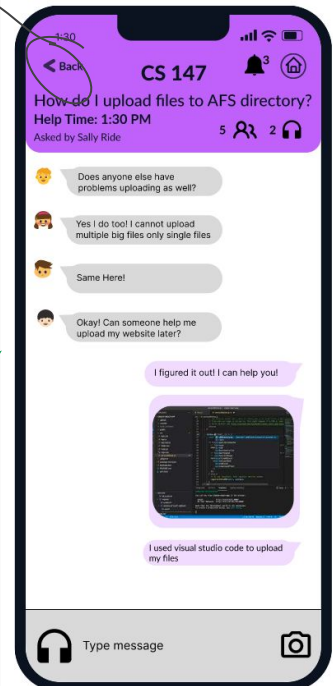 1:30
Back
CS 147
3
How do I upload files to AFS directory?
Help Time: 1:30 PM
Asked by Sally Ride
5
2
Does anyone else have
problems uploading as well?
Yes I do too! I cannot upload
multiple big files only single files
Same Here!
Okay! Can someone help me
upload my website later?
I figured it out! I can help you!
I used visual studio code to upload
my files
Type message